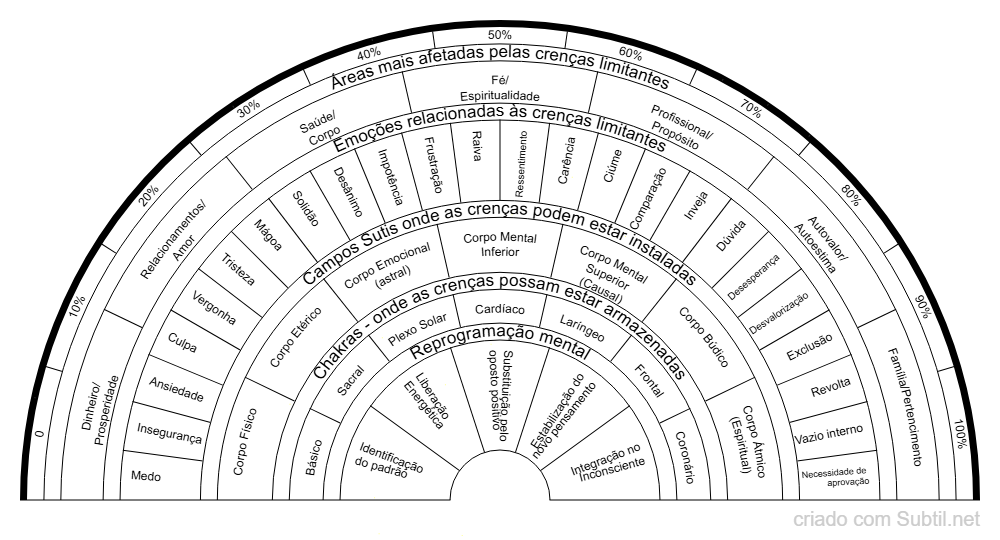 0
10%
20%
30%
40%
50%
60%
70%
80%
90%
100%
Áreas mais afetadas pelas crenças limitantes
Dinheiro/
Prosperidade
Relacionamentos/
Amor
Saúde/
Corpo
Fé/
Espiritualidade
Profissional/
Propósito
Autovalor/
Autoestima
Família/Pertencimento
Emoções relacionadas às crenças limitantes
Medo
Insegurança
Ansiedade
Culpa
Vergonha
Tristeza
Mágoa
Solidão
Desânimo
Impotência
Frustração
Raiva
Ressentimento
Carência
Ciúme
Comparação
Inveja
Dúvida
Desesperança
Desvalorização
Exclusão
Revolta
Vazio interno
Necessidade de
aprovação
Campos Sutis onde as crenças podem estar instaladas
Corpo Físico
Corpo Etérico
Corpo Emocional
(astral)
Corpo Mental
Inferior
Corpo Mental
Superior
(Causal)
Corpo Búdico
Corpo Átmico
(Espiritual)
Chakras - onde as crenças possam estar armazenadas
Básico
Sacral
Plexo Solar
Cardíaco
Laríngeo
Frontal
Coronário
Reprogramação mental
Identificação
do padrão
Liberação
Energética
Substituição pelo
oposto positivo
Estabilização do
novo pensamento
Integração no
Inconsciente
criado com Subtil.net